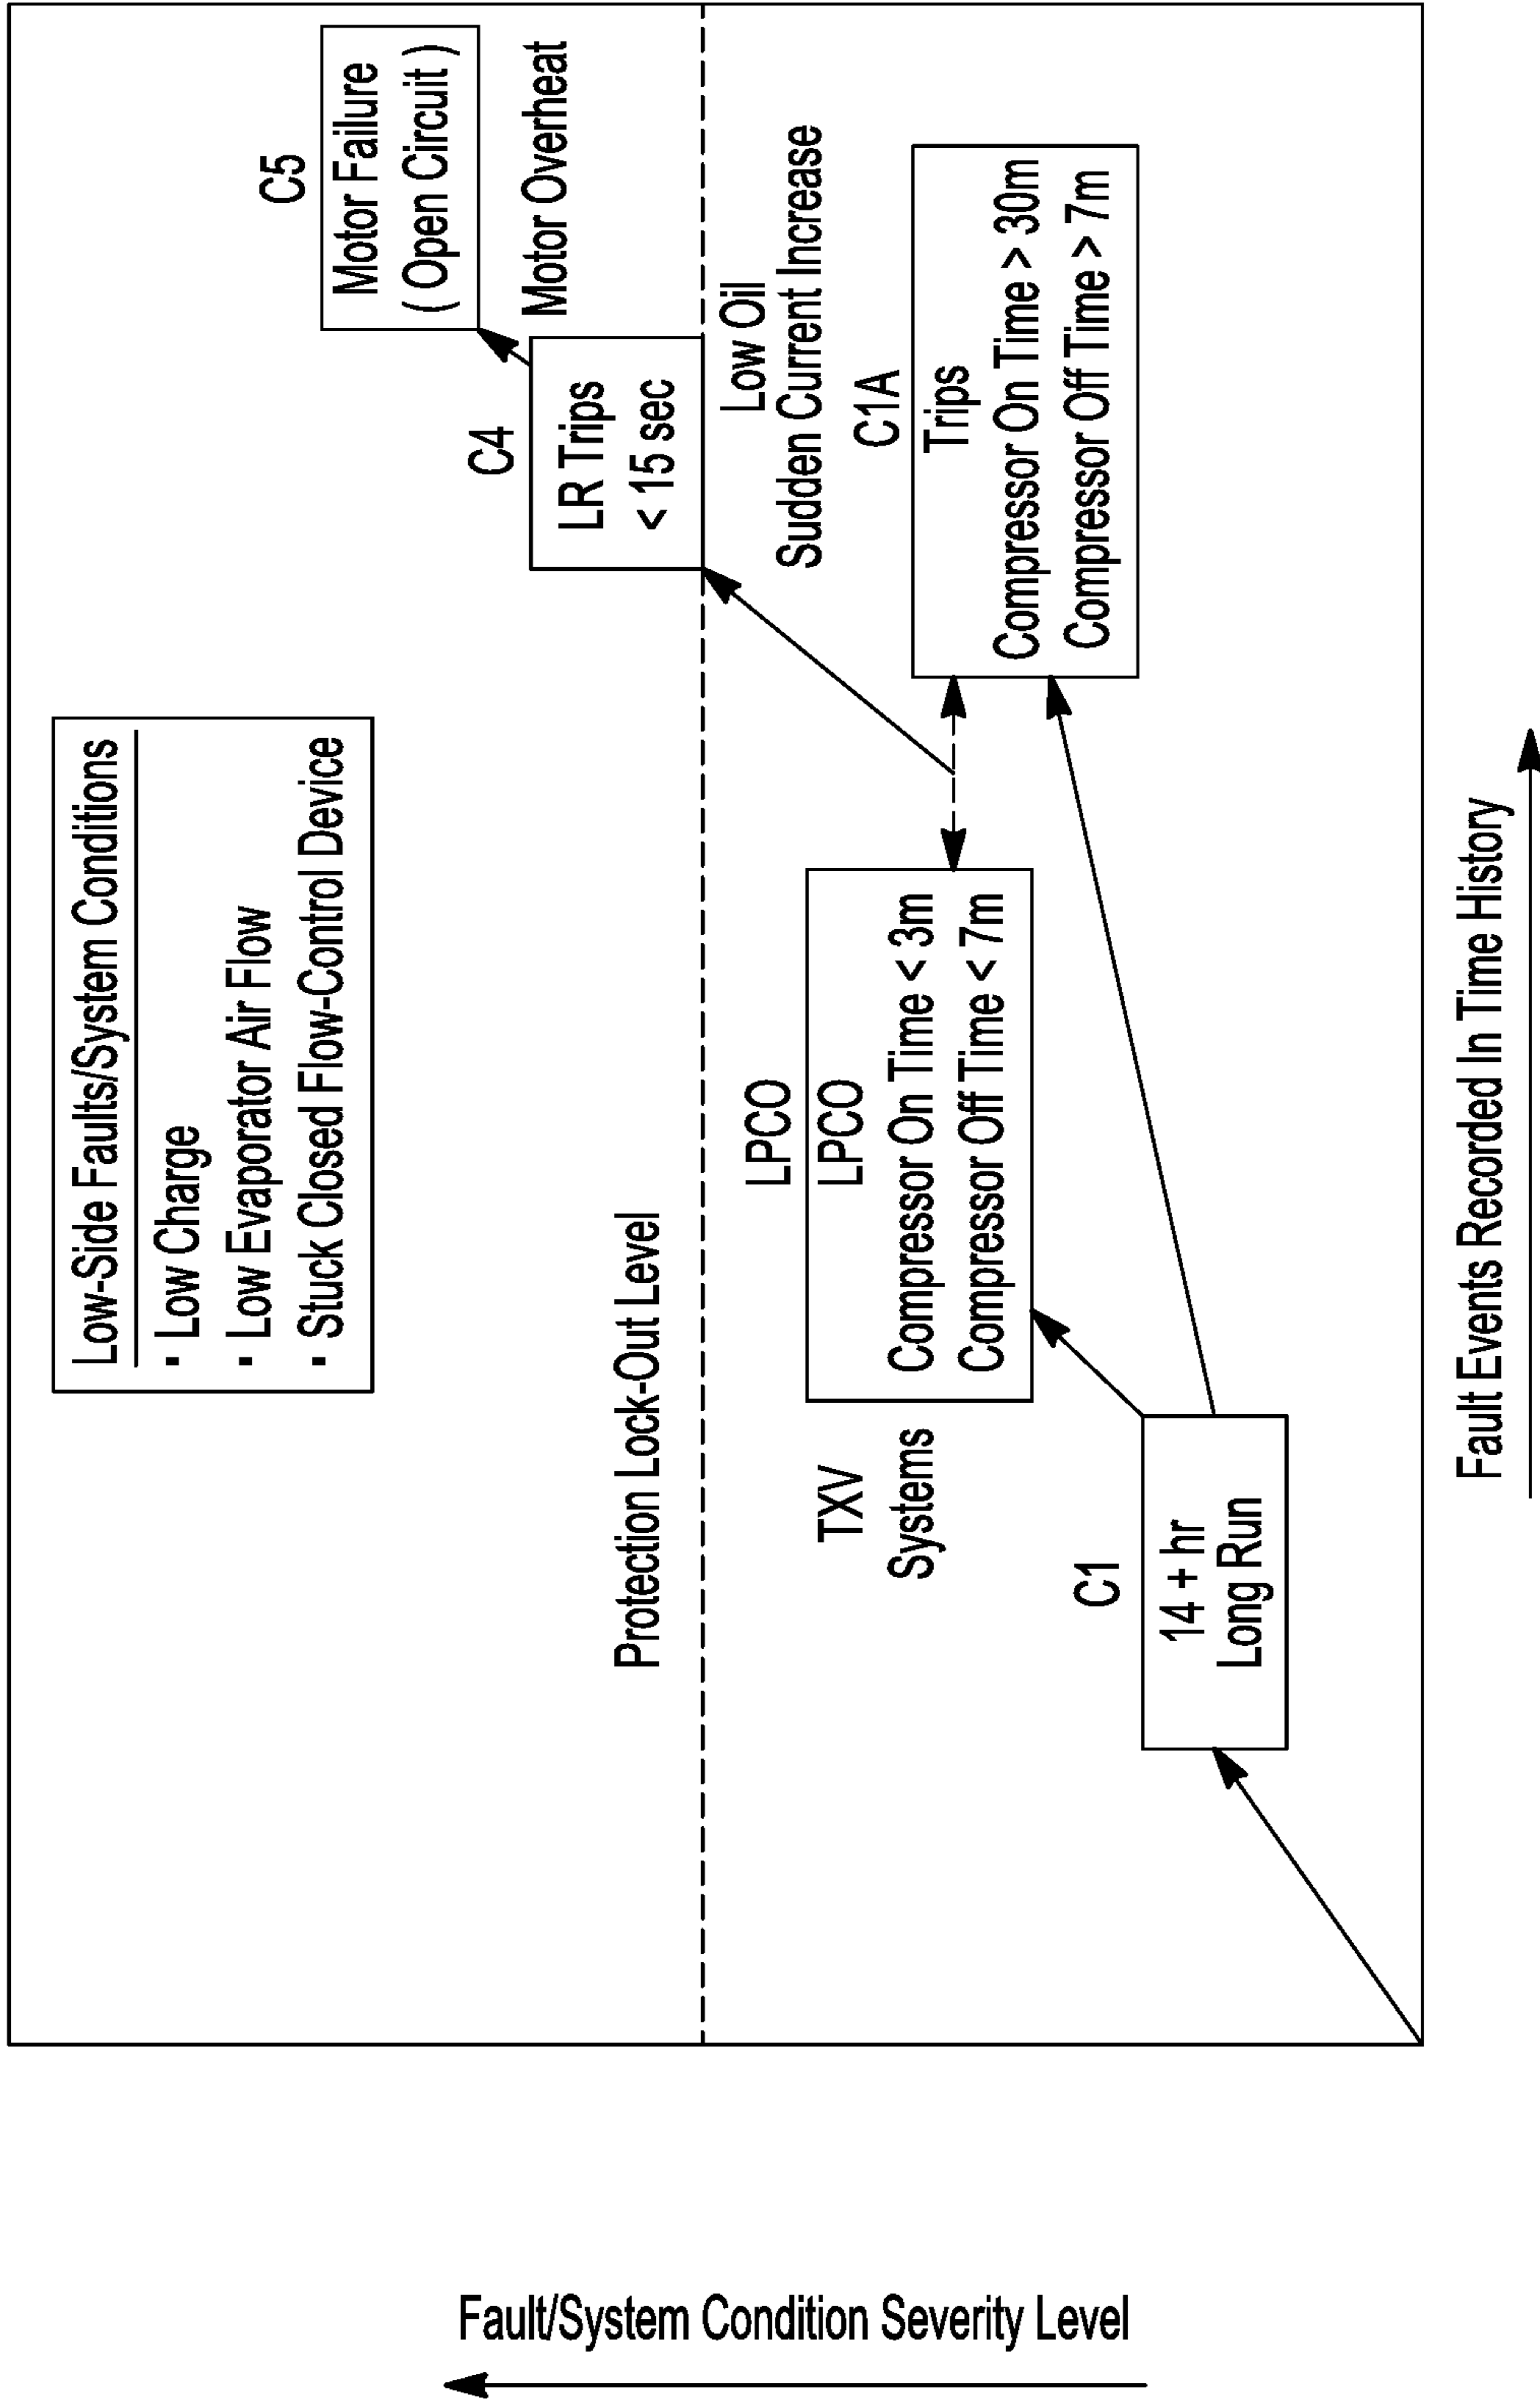 Low-Side Faults/System Conditions
· Low Charge
· Low Evaporator Air Flow
· Stuck Closed Flow-Control Device
C5
Motor Failure
( Open Circuit )
Motor Overheat
C4
LR Trips
< 15 sec
Protection Lock-Out Level
Low Oil
Sudden Current Increase
LPCO
TXV
Systems
LPCO
Compressor On Time < 3m
Compressor Off Time < 7m
C1A
Trips
Compressor On Time > 30m
Compressor Off Time > 7m
C1
14 + hr
Long Run
Fault/System Condition Severity Level
Fault Events Recorded In Time History